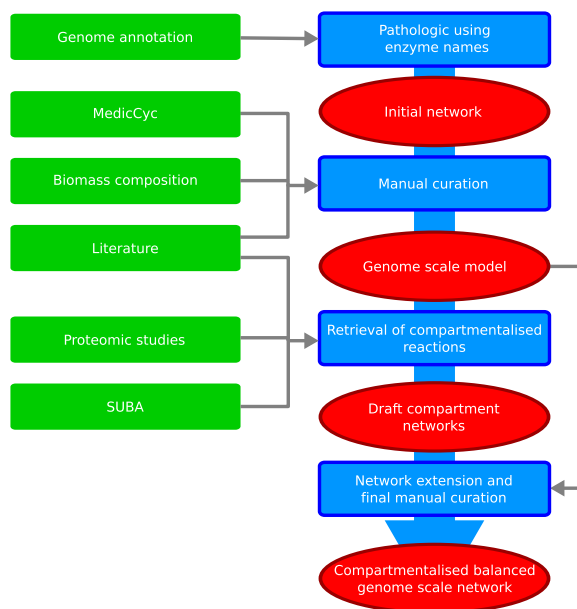 Genome annotation
Pathologic using
enzyme names
MedicCyc
Initial network
Biomass composition
Manual curation
Literature
Genome scale model
Proteomic studies
Retrieval of compartmentalised
reactions
SUBA
Draft compartment
networks
Network extension and
final manual curation
Compartmentalised balanced
genome scale network